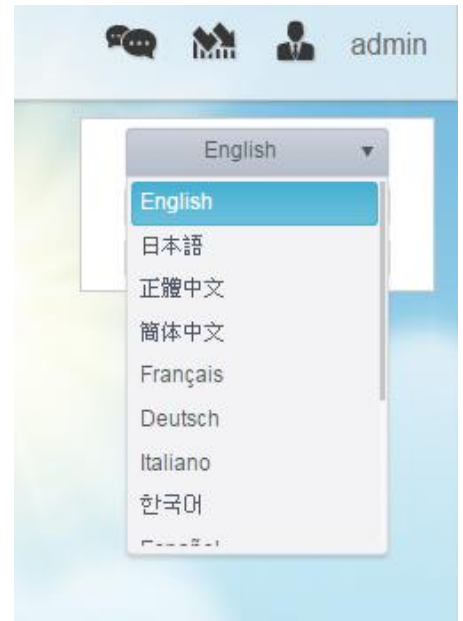 admin
English
English
日本語
正體中文
簡体中文
Français
Deutsch
Italiano
한국어